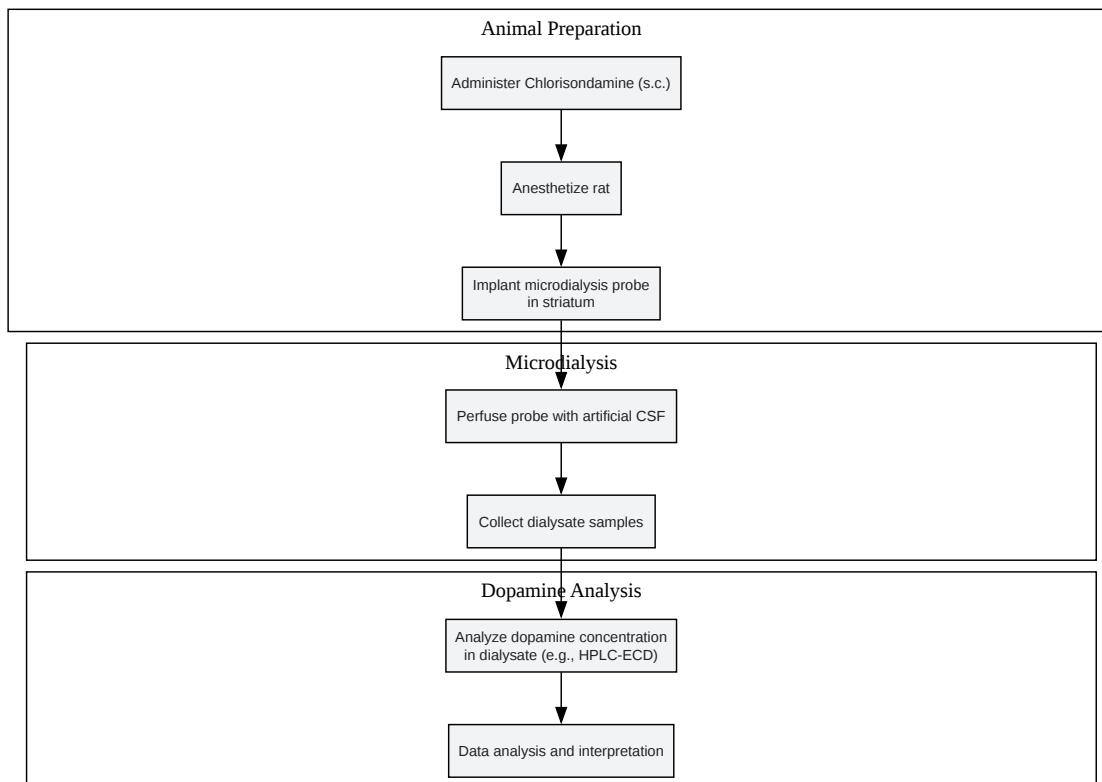 Animal Preparation
Administer Chlorisondamine (s.c.)
Anesthetize rat
Implant microdialysis probe
in striatum
Microdialysis
Perfuse probe with artificial CSF
Collect dialysate samples
Dopamine Analysis
Analyze dopamine concentration
in dialysate (e.g., HPLC-ECD)
Data analysis and interpretation